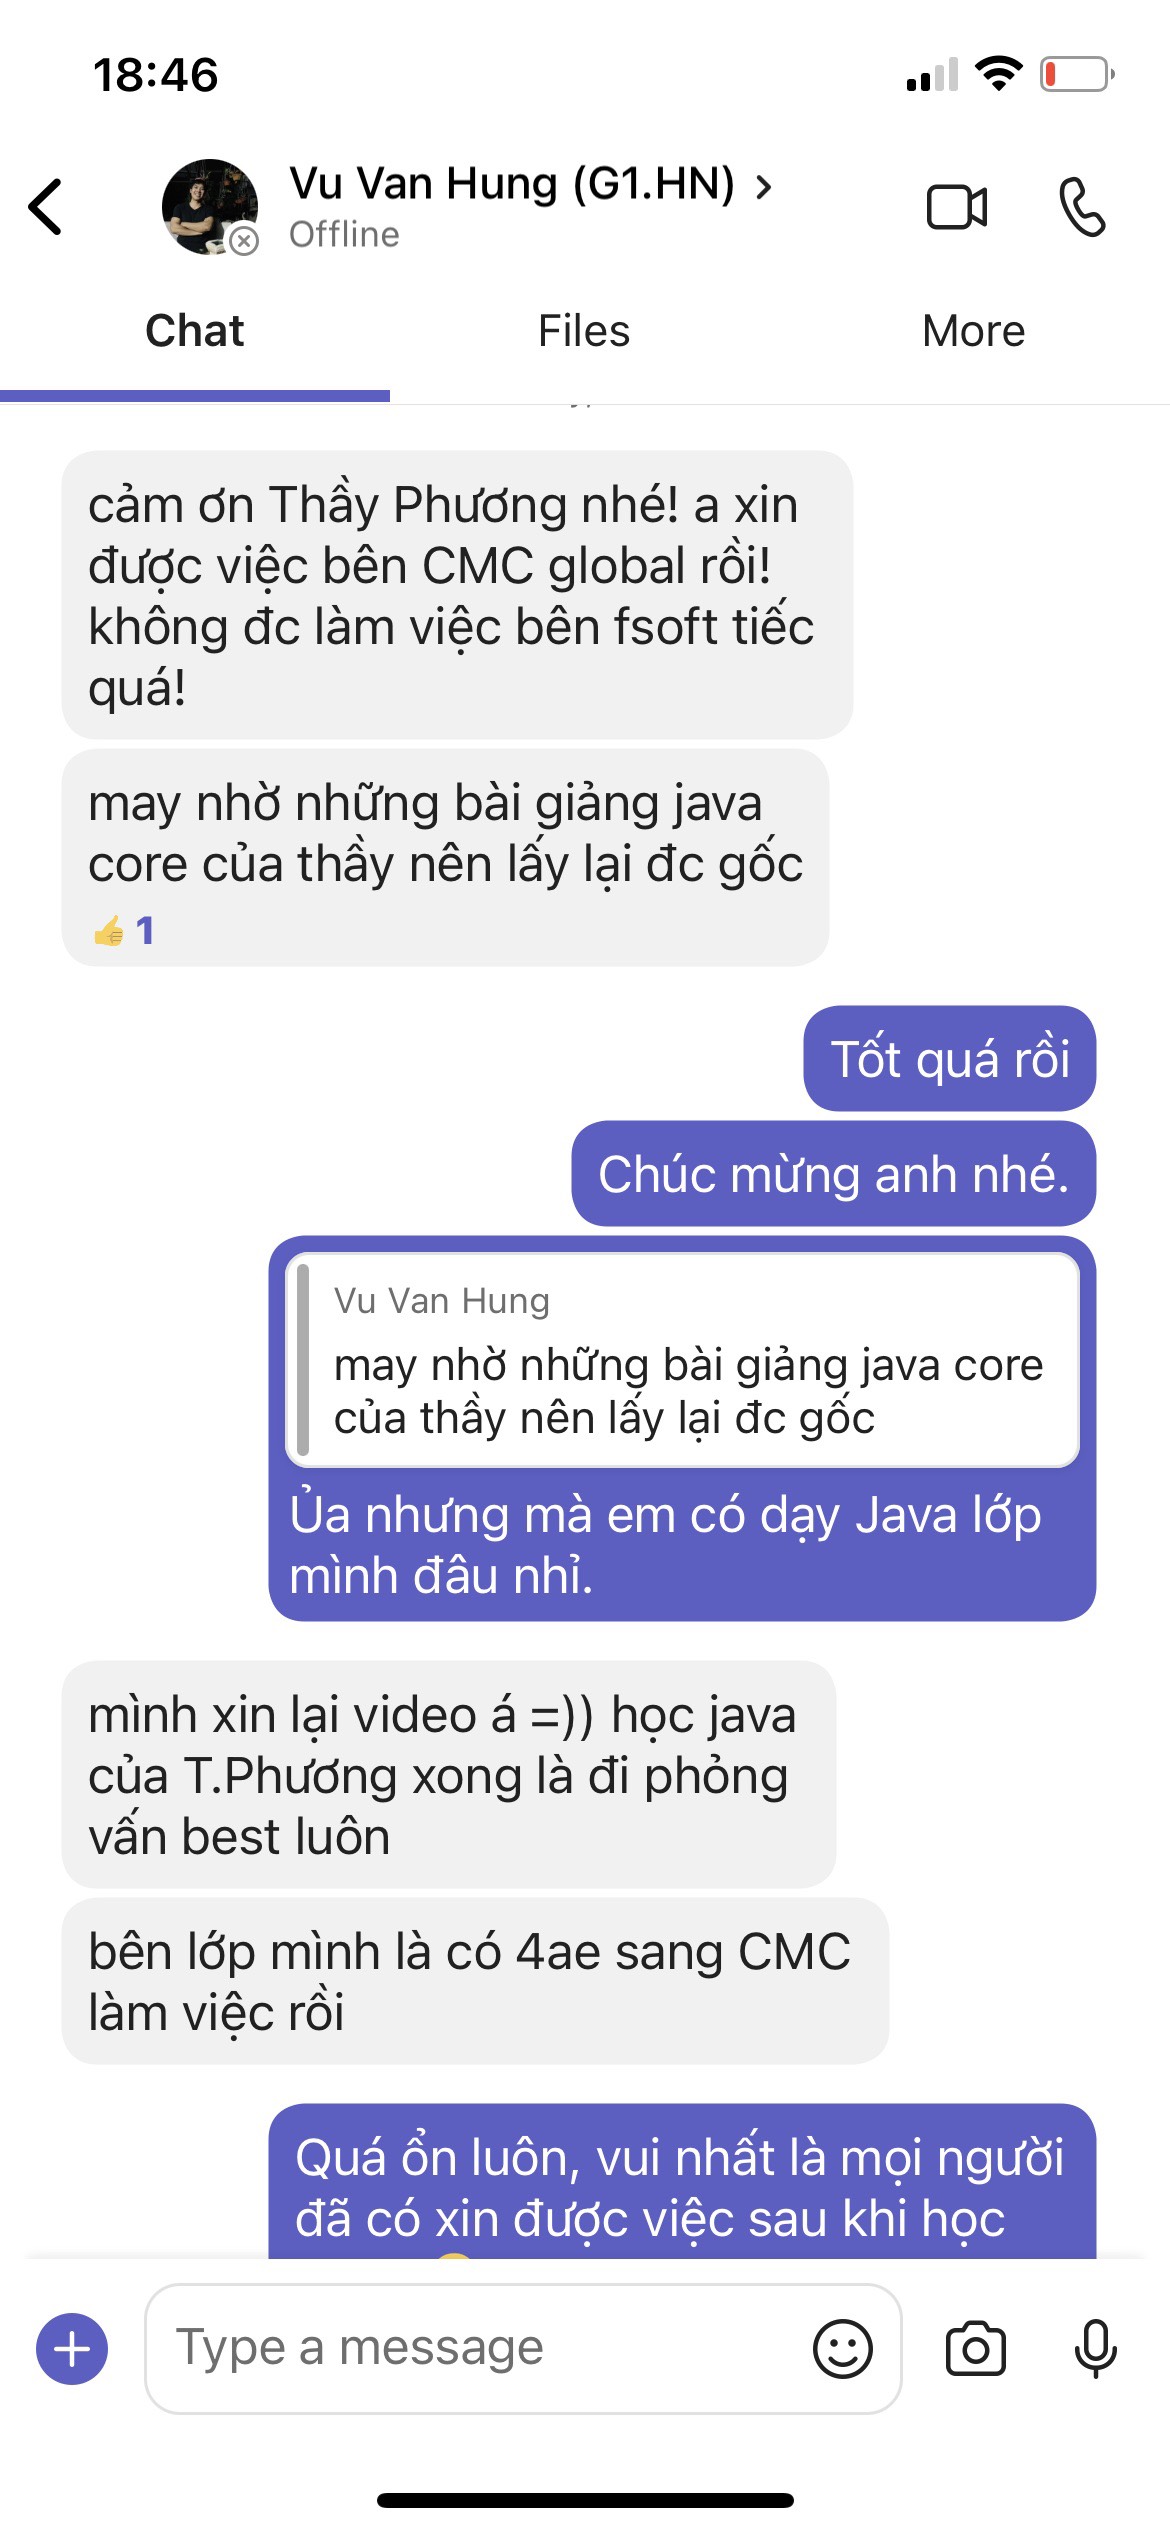 18:46
Vu Van Hung (G1.HN)
Offline
Chat
Files
More
cảm ơn Thầy Phương nhé! a xin
được việc bên CMC global rồi!
không đc làm việc bên fsoft tiếc
quá!
may nhờ những bài giảng java
core của thầy nên lấy lại đc gốc
👍 1
Tốt quá rồi
Chúc mừng anh nhé.
Vu Van Hung
may nhờ những bài giảng java core
của thầy nên lấy lại đc gốc
Ủa nhưng mà em có dạy Java lớp
mình đâu nhỉ.
mình xin lại video á =)) học java
của T.Phương xong là đi phỏng
vấn best luôn
bên lớp mình là có 4ae sang CMC
làm việc rồi
Quá ổn luôn, vui nhất là mọi người
đã có xin được việc sau khi học
Type a message